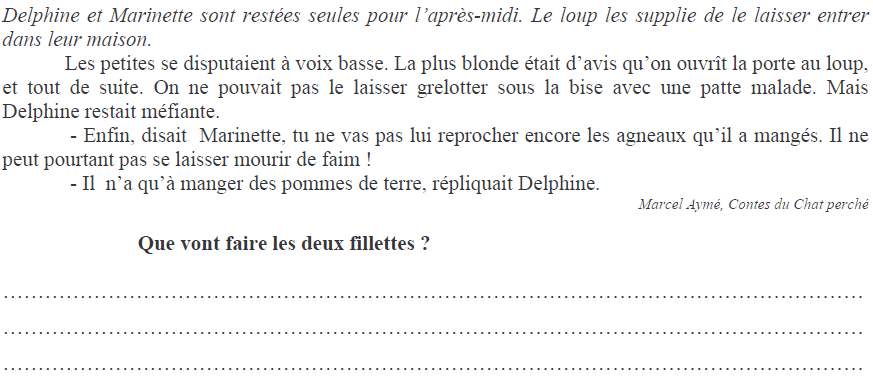 Delphine et Marinette sont restées seules pour l’après-midi. Le loup les supplie de le laisser entrer
dans leur maison.
Les petites se disputaient à voix basse. La plus blonde était d’avis qu’on ouvrît la porte au loup,
et tout de suite. On ne pouvait pas le laisser grelotter sous la bise avec une patte malade. Mais
Delphine restait méfiante.
- Enfin, disait  Marinette, tu ne vas pas lui reprocher encore les agneaux qu’il a mangés. Il ne
peut pourtant pas se laisser mourir de faim !
- Il  n’a qu’à manger des pommes de terre, répliquait Delphine.
Marcel Aymé, Contes du Chat perché
Que vont faire les deux fillettes ?
………………………………………………………………………………………………………………
………………………………………………………………………………………………………………
………………………………………………………………………………………………………………